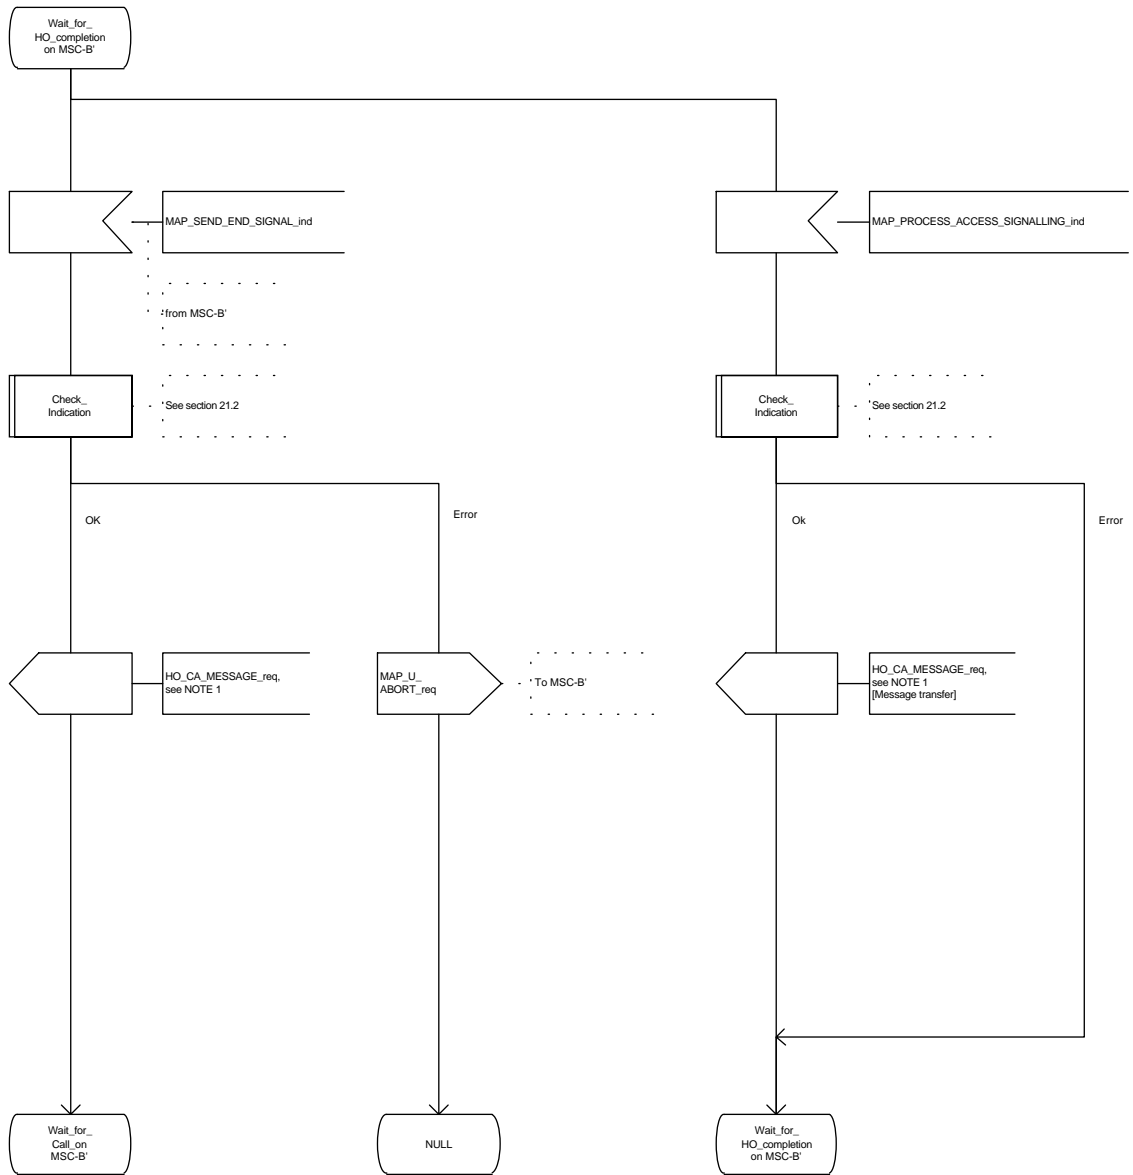 Wait_for_
HO_completion
on MSC-B'
MAP_SEND_END_SIGNAL_ind
MAP_PROCESS_ACCESS_SIGNALLING_ind
from MSC-B'
Check_
Indication
See section 21.2
Check_
Indication
See section 21.2
OK
Error
Ok
Error
HO_CA_MESSAGE_req,
see NOTE 1
MAP_U_
ABORT_req
To MSC-B'
HO_CA_MESSAGE_req,
see NOTE 1
[Message transfer]
Wait_for_
Call_on
MSC-B'
NULL
Wait_for_
HO_completion
on MSC-B'